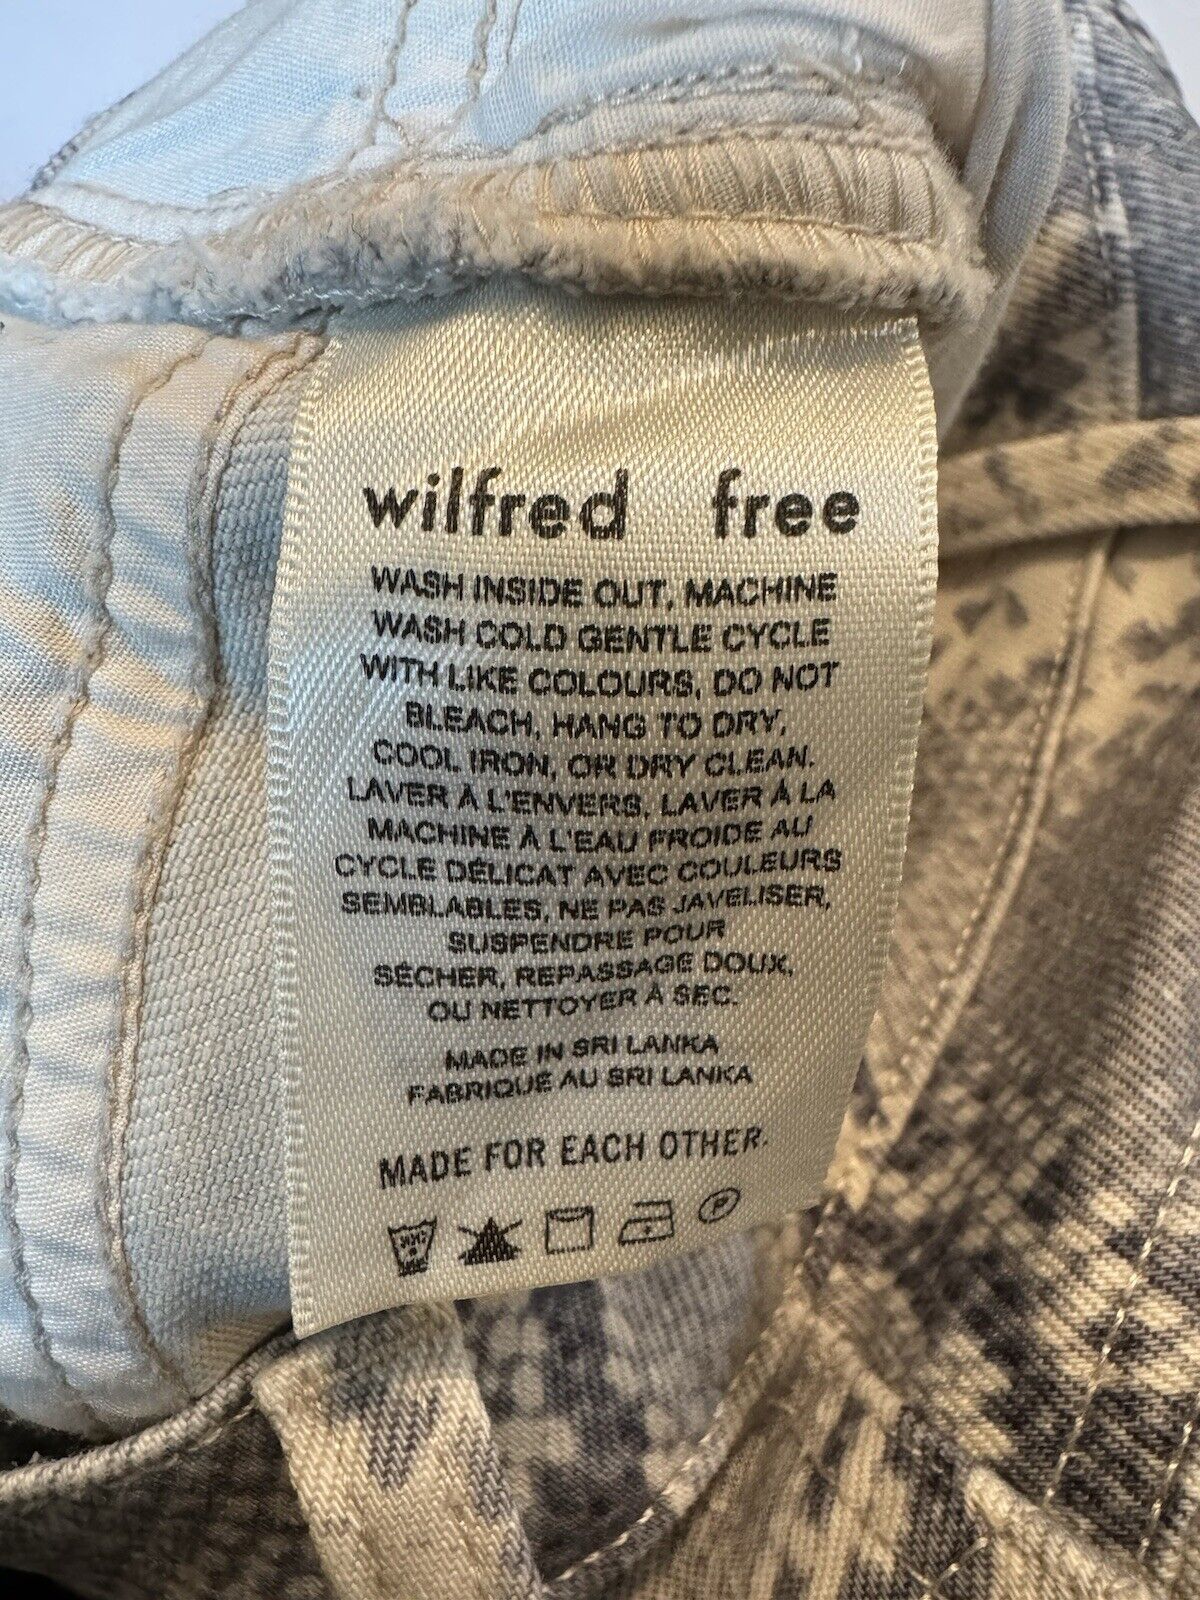 wilfred free
WASH INSIDE OUT, MACHINE
WASH COLD GENTLE CYCLE
WITH LIKE COLOURS, DO NOT
BLEACH, HANG TO DRY,
COOL IRON, OR DRY CLEAN.
LAVER À L'ENVERS, LAVER À LA
MACHINE À L'EAU FROIDE AU
CYCLE DÉLICAT AVEC COULEURS
SEMBLABLES, NE PAS JAVELISER,
SUSPENDRE POUR
SÉCHER, REPASSAGE DOUX,
OU NETTOYER À SEC.
MADE IN SRI LANKA
FABRIQUE AU SRI LANKA
MADE FOR EACH OTHER.
P